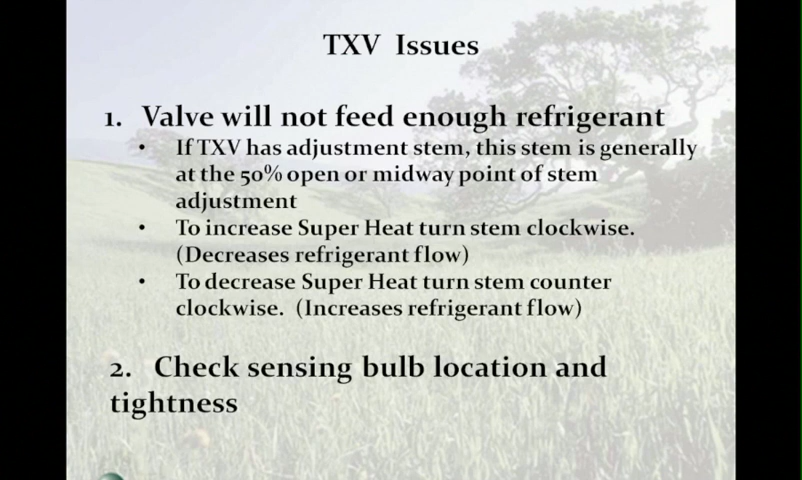 TXV Issues
1. Valve will not feed enough refrigerant
• If TXV has adjustment stem, this stem is generally
at the 50% open or midway point of stem
adjustment
• To increase Super Heat turn stem clockwise.
(Decreases refrigerant flow)
• To decrease Super Heat turn stem counter
clockwise. (Increases refrigerant flow)
2. Check sensing bulb location and
tightness